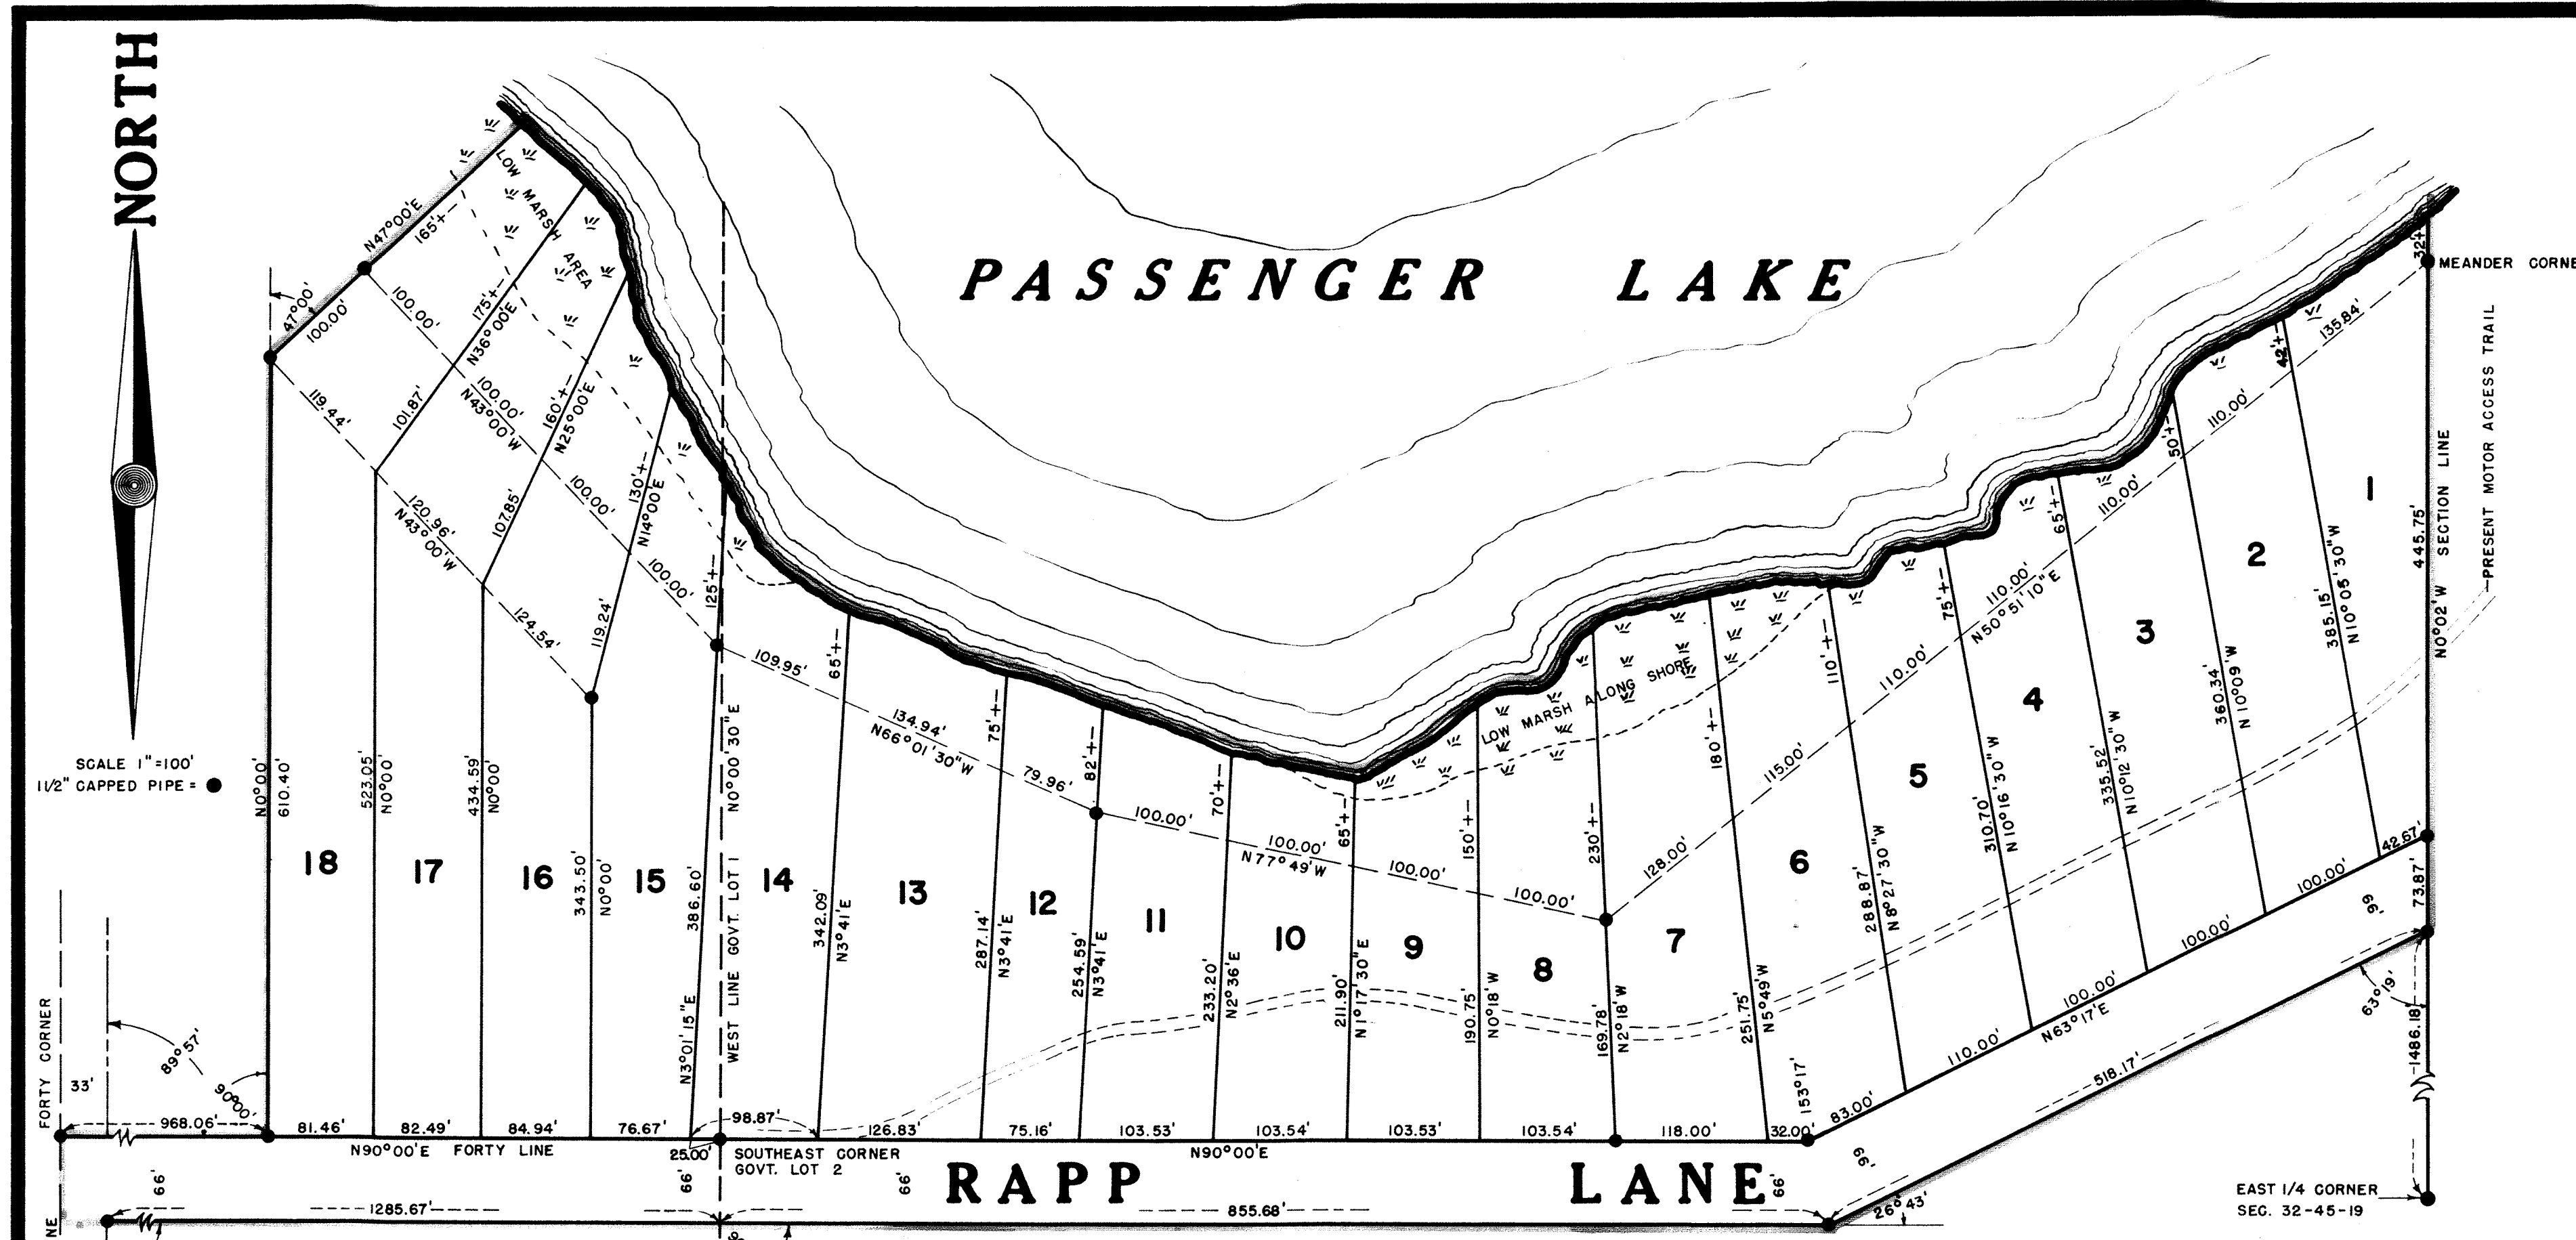 NORTH
SCALE 1"=100'
1 1/2" CAPPED PIPE =
PASSENGER LAKE
LOW MARSH AREA
LOW MARSH ALONG SHORE
MEANDER CORNE
PRESENT MOTOR ACCESS TRAIL
N0°02'W SECTION LINE
445.75'
32'+-
N47°00'E
165'+-
47°00'
100.00'
100.00'
100.00'
N43°00'W
100.00'
100.00'
119.44'
120.96'
N43°00'W
124.54'
175'+-
N36°00'E
101.87'
160'+-
N25°00'E
107.85'
130'+-
N14°00'E
119.24'
125'+-
109.95'
65'+-
134.94'
N66°01'30"W
75'+-
79.96'
82'+-
100.00'
70'+-
100.00'
N77°49'W
65'+-
100.00'
150'+-
100.00'
230'+-
128.00'
180'+-
115.00'
110'+-
110.00'
75'+-
110.00'
N50°51'10"E
65'+-
110.00'
50'+-
110.00'
42'+-
135.84'
N0°00'
610.40'
18
523.05'
N0°00'
17
434.59'
N0°00'
16
343.50'
N0°00'
15
386.60'
N3°01'15"E
WEST LINE GOVT. LOT 1 N0°00'30"E
14
342.09'
N3°41'E
13
287.14'
N3°41'E
12
254.59'
N3°41'E
11
233.20'
N2°36'E
10
211.90'
N1°17'30"E
9
190.75'
N0°18'W
8
169.78'
N2°18'W
7
251.75'
N5°49'W
6
288.87'
N8°27'30"W
5
310.70'
N10°16'30"W
4
335.52'
N10°12'30"W
3
360.34'
N10°09'W
2
385.15'
N10°05'30"W
1
42.67'
73.87'
66'
100.00'
100.00'
100.00'
N63°17'E
110.00'
83.00'
153°17'
518.17'
63°19'
1486.18'
FORTY CORNER
33'
89°57'
90°00'
968.06'
81.46'
82.49'
84.94'
76.67'
98.87'
126.83'
75.16'
103.53'
103.54'
103.53'
103.54'
118.00'
32.00'
N90°00'E FORTY LINE
25.00'
SOUTHEAST CORNER
GOVT. LOT 2
N90°00'E
66'
66'
66'
RAPP LANE
66'
66'
1285.67'
855.68'
26°43'
EAST 1/4 CORNER
SEC. 32-45-19
NE